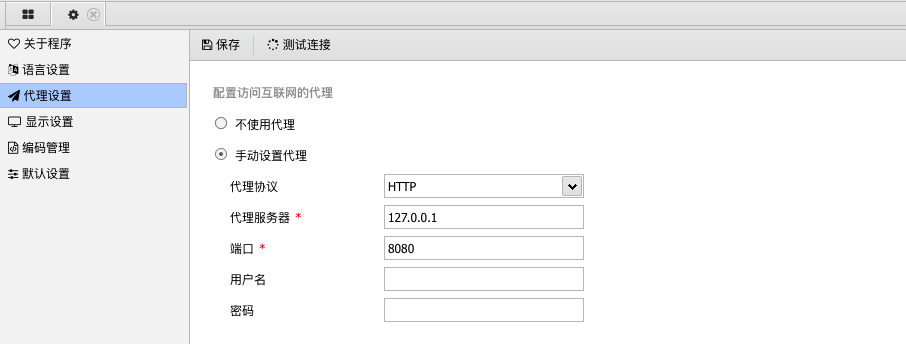 关于程序
语言设置
代理设置
显示设置
编码管理
默认设置
保存 测试连接
配置访问互联网的代理
不使用代理
手动设置代理
代理协议 HTTP
代理服务器 * 127.0.0.1
端口 * 8080
用户名
密码